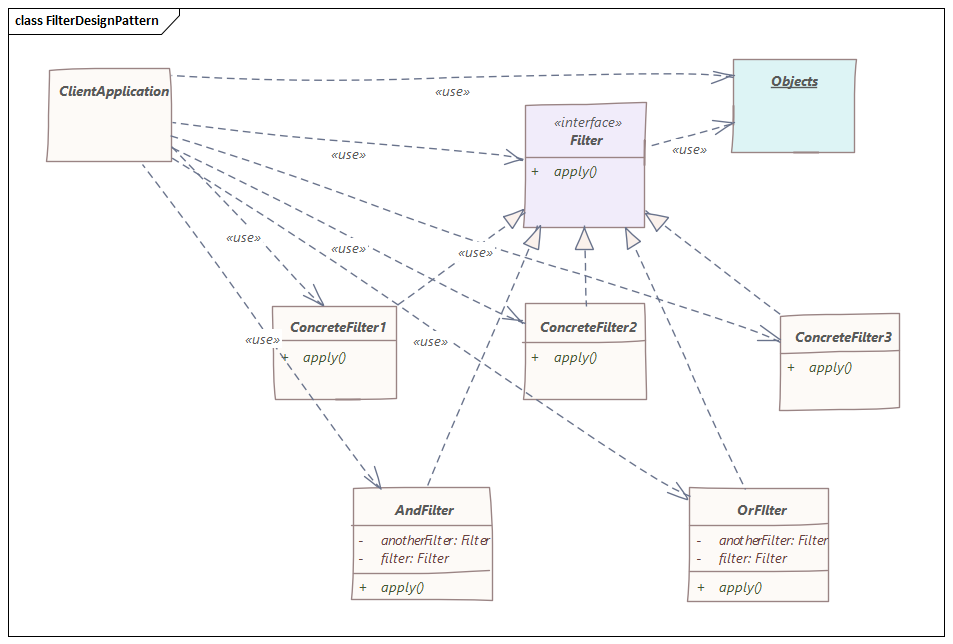 class FilterDesignPattern
ClientApplication
«use»
Objects
«interface»
Filter
+ apply()
«use»
«use»
«use»
«use»
«use»
ConcreteFilter1
+ apply()
ConcreteFilter2
+ apply()
ConcreteFilter3
+ apply()
«use»
«use»
AndFilter
- anotherFilter: Filter
- filter: Filter
+ apply()
OrFIlter
- anotherFilter: Filter
- filter: Filter
+ apply()